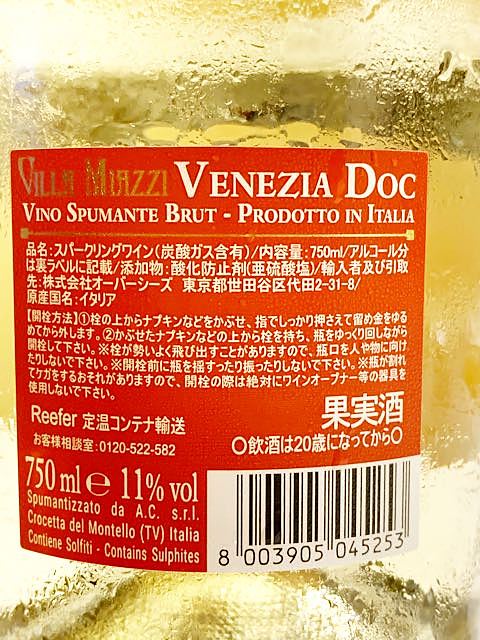 VILLA MIAZZI VENEZIA DOC
VINO SPUMANTE BRUT - PRODOTTO IN ITALIA
品名:スパークリングワイン(炭酸ガス含有)/内容量:750ml/アルコール分
は裏ラベルに記載/添加物:酸化防止剤(亜硫酸塩)/輸入者及び引取
先:株式会社オーバーシーズ 東京都世田谷区代田2-31-8/
原産国名:イタリア
【開栓方法】①栓の上からナプキンなどをかぶせ、指でしっかり押さえて留め金をゆる
めてから外します。②かぶせたナプキンなどの上から栓を持ち、瓶をゆっくり回しながら
開栓して下さい。※栓が勢いよく飛び出すことがありますので、瓶口を人や物に向け
たりしないで下さい。※開栓前に瓶を揺すったり振ったりしないで下さい。※瓶が割れ
てケガをするおそれがありますので、開栓の際は絶対にワインオープナー等の器具を
使用しないで下さい。
Reefer 定温コンテナ輸送
お客様相談室:0120-522-582
果実酒
〇飲酒は20歳になってから〇
750 ml e 11% vol
Spumantizzato da A.C. s.r.l.
Crocetta del Montello (TV) Italia
Contiene Solfiti - Contains Sulphites
8 003905 045253